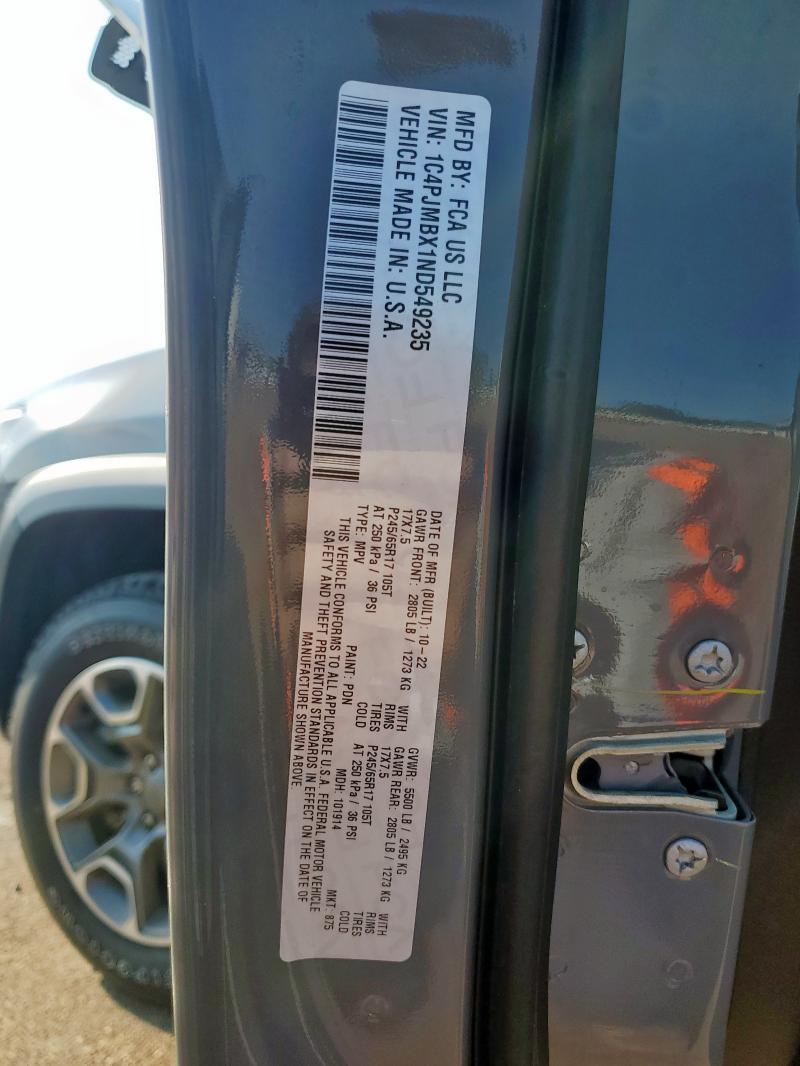 MFD BY: FCA US LLC
VIN: 1C4PJMBX1ND549235
VEHICLE MADE IN: U.S.A.
DATE OF MFR (BUILT): 10-22 GVWR: 5500 LB / 2495 KG
GAWR FRONT: 2805 LB / 1273 KG WITH GAWR REAR: 2805 LB / 1273 KG WITH
17X7.5 RIMS 17X7.5 RIMS
P245/65R17 105T TIRES P245/65R17 105T TIRES
AT 250 kPa / 36 PSI COLD AT 250 kPa / 36 PSI COLD
TYPE: MPV PAINT: PDN MDH: 101914 MKT: 875
THIS VEHICLE CONFORMS TO ALL APPLICABLE U.S.A. FEDERAL MOTOR VEHICLE
SAFETY AND THEFT PREVENTION STANDARDS IN EFFECT ON THE DATE OF
MANUFACTURE SHOWN ABOVE.